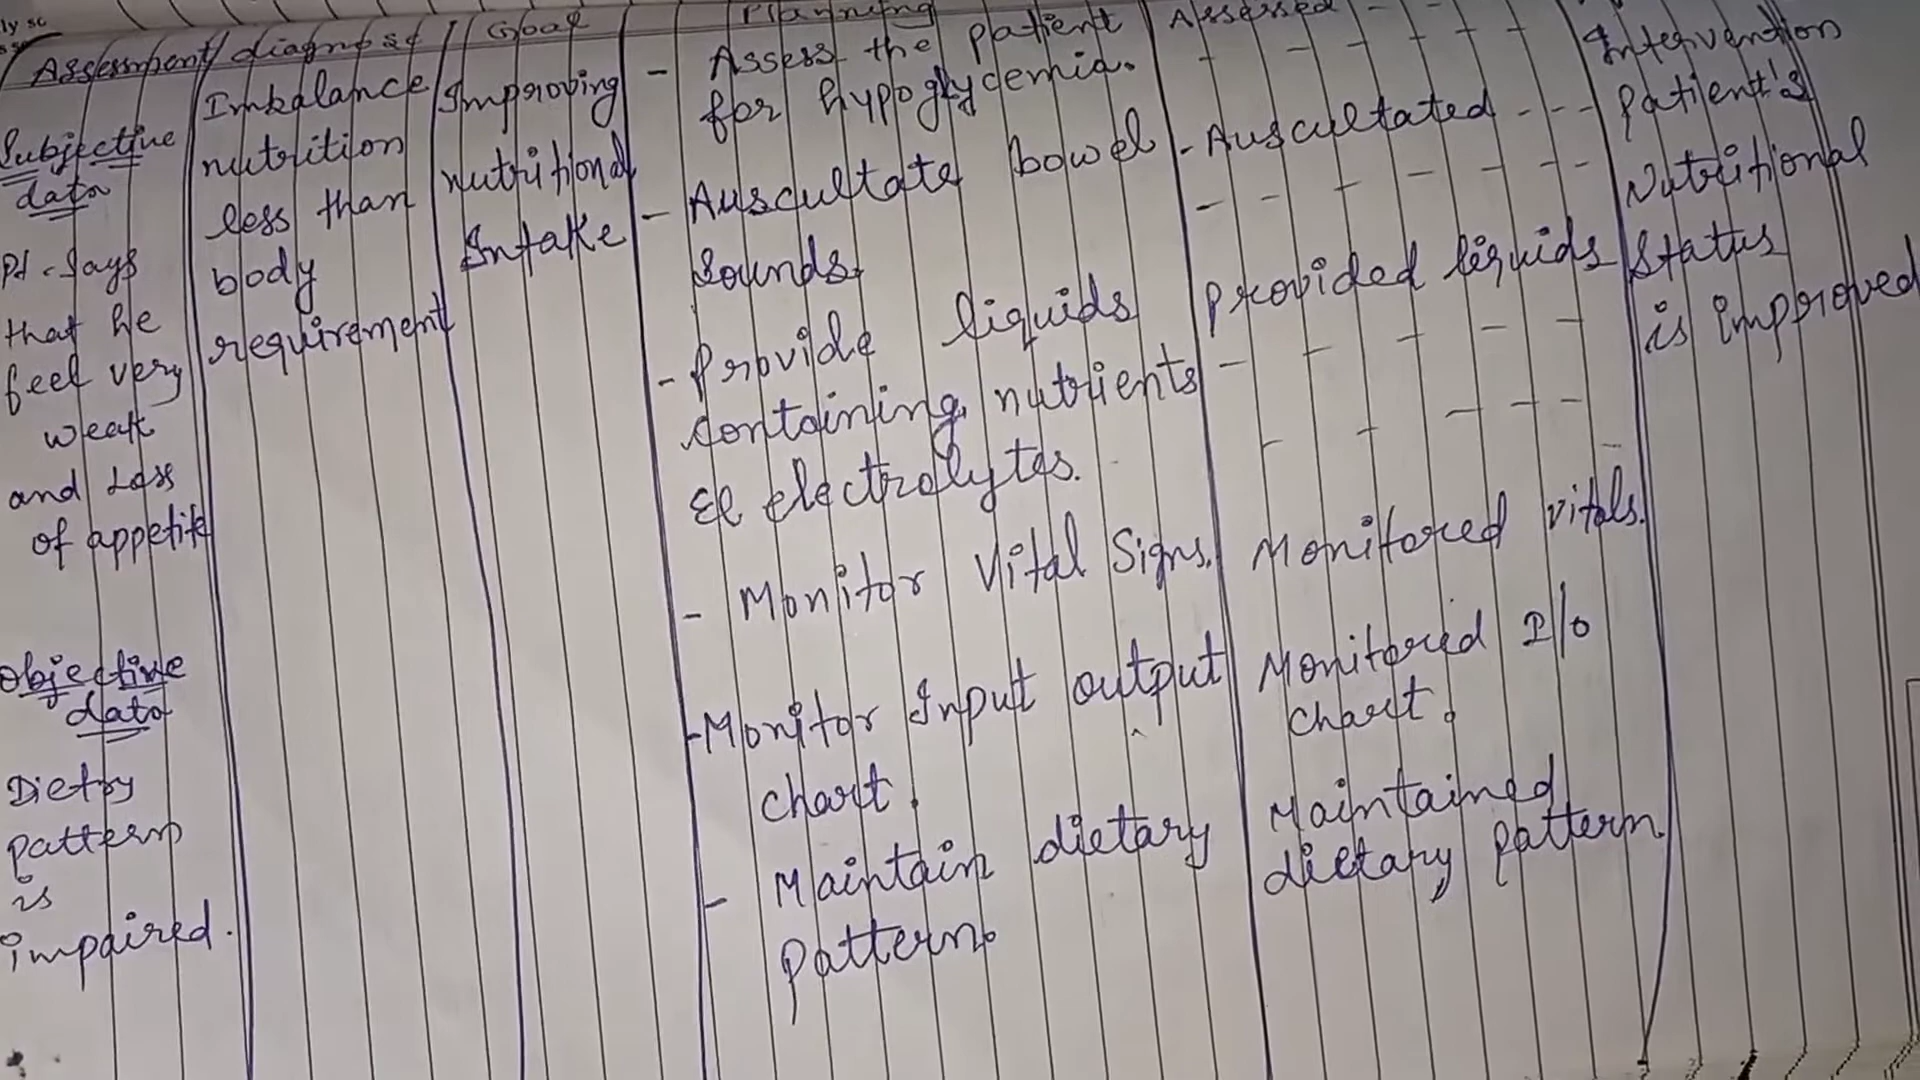 Assessment diagnosis Goal Planning
Subjective
data
Pt - Says
that he
feel very
weak
and Loss
of appetite
Objective
data
Dietry
pattern
is
impaired.
Imbalance
nutrition
less than
body
requirement
Improving
nutritional
Intake
- Assess the patient
for hypoglycemia.
- Auscultate bowel
Sounds.
- Provide liquids
containing nutrients
& electrolytes.
- Monitor Vital Signs.
- Monitor Input output
chart.
- Maintain dietary
pattern.
Assessed - - -
- - - - - -
- Auscultated - - -
- - - - - -
Provided liquids
- - - - - -
- - - - -
Monitored vitals.
Monitored I/O
chart.
Maintained
dietary pattern
Intervention
Patient's
Nutritional
Status
is improved